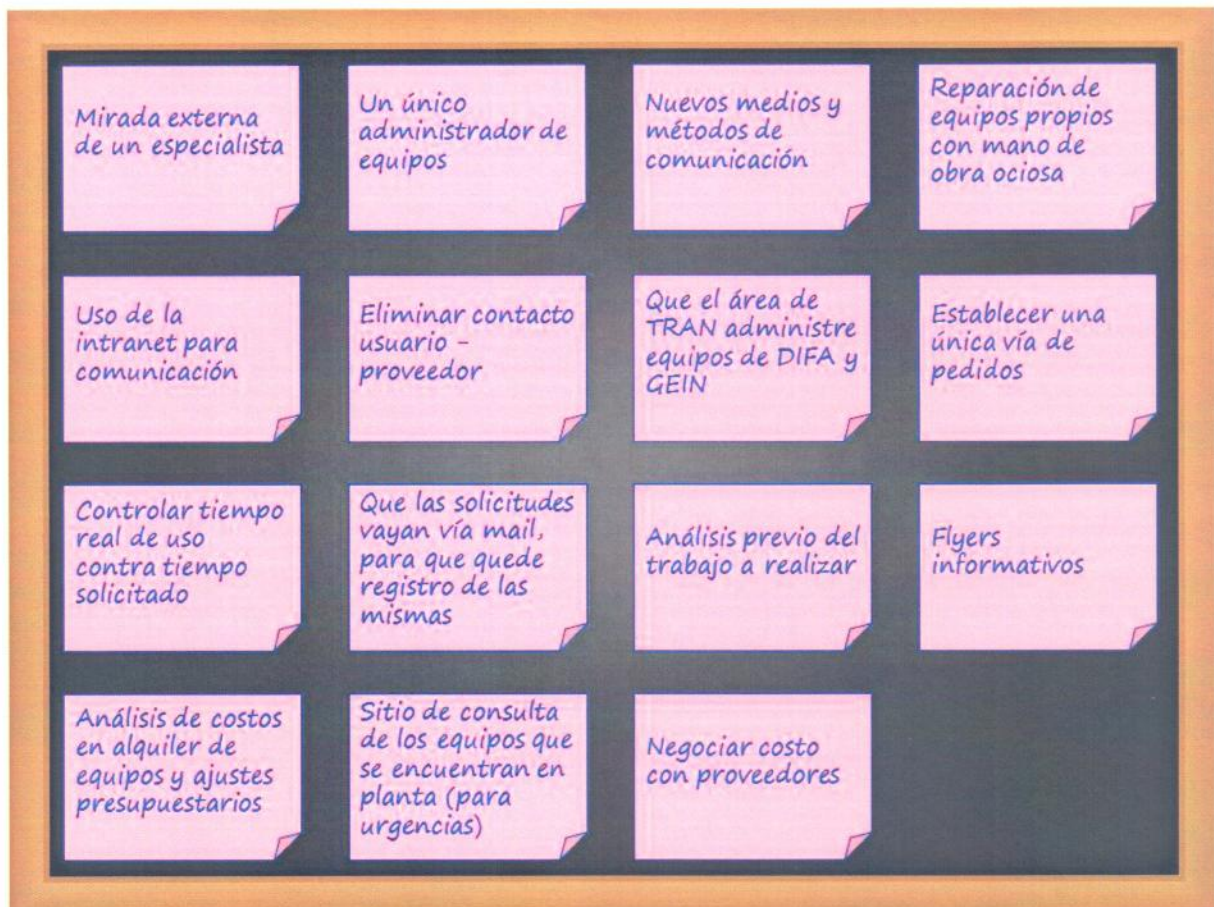 Mirada externa
de un especialista
Un único
administrador de
equipos
Nuevos medios y
métodos de
comunicación
Reparación de
equipos propios
con mano de
obra ociosa
Uso de la
intranet para
comunicación
Eliminar contacto
usuario -
proveedor
Que el área de
TRAN administre
equipos de DIFA y
GEIN
Establecer una
única vía de
pedidos
Controlar tiempo
real de uso
contra tiempo
solicitado
Que las solicitudes
vayan vía mail,
para que quede
registro de las
mismas
Análisis previo del
trabajo a realizar
Flyers
informativos
Análisis de costos
en alquiler de
equipos y ajustes
presupuestarios
Sitio de consulta
de los equipos que
se encuentran en
planta (para
urgencias)
Negociar costo
con proveedores